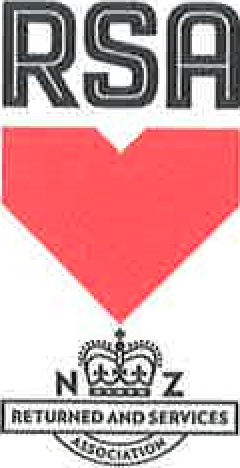 RSA
N Z
RETURNED AND SERVICES
ASSOCIATION